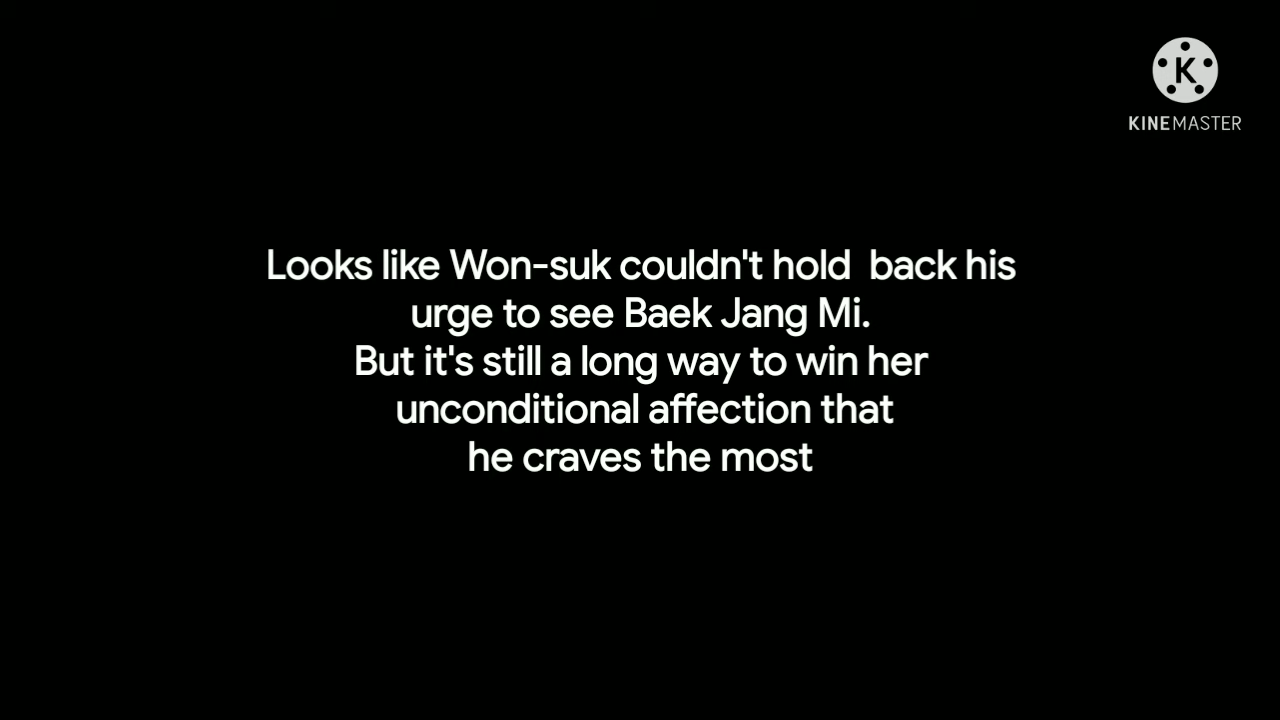 K
KINEMASTER
Looks like Won-suk couldn't hold  back his
urge to see Baek Jang Mi.
But it's still a long way to win her
unconditional affection that
he craves the most